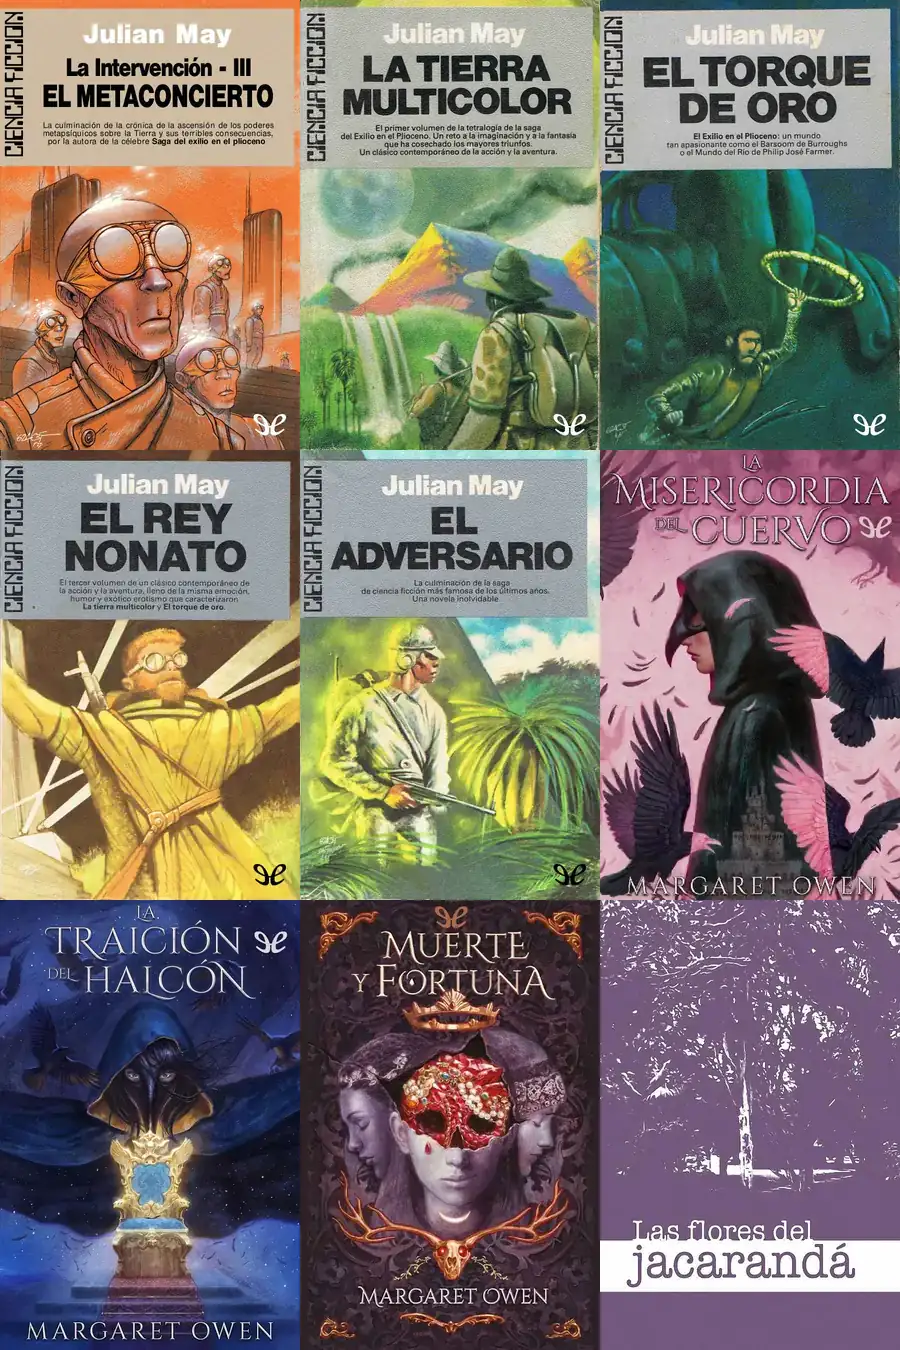 CIENCIA FICCION
Julian May
La Intervención - III
EL METACONCIERTO
La culminación de la crónica de la ascensión de los poderes
metapsíquicos sobre la Tierra y sus terribles consecuencias,
por la autora de la célebre Saga del exilio en el plioceno
CIENCIA FICCION
Julian May
LA TIERRA
MULTICOLOR
El primer volumen de la tetralogía de la saga
del Exilio en el Plioceno. Un reto a la imaginación y a la fantasía
que ha cosechado los mayores triunfos.
Un clásico contemporáneo de la acción y la aventura.
CIENCIA FICCION
Julian May
EL TORQUE
DE ORO
El Exilio en el Plioceno: un mundo
tan apasionante como el Barsoom de Burroughs
o el Mundo del Río de Philip José Farmer.
CIENCIA FICCION
Julian May
EL REY
NONATO
El tercer volumen de un clásico contemporáneo de
la acción y la aventura, lleno de la misma emoción,
humor y exótico erotismo que caracterizaron
La tierra multicolor y El torque de oro.
CIENCIA FICCION
Julian May
EL
ADVERSARIO
La culminación de la saga
de ciencia ficción más famosa de los últimos años.
Una novela inolvidable.
LA
MISERICORDIA
DEL CUERVO
MARGARET OWEN
LA
TRAICIÓN
DEL HALCÓN
MARGARET OWEN
MUERTE
Y FORTUNA
MARGARET OWEN
Las flores del
jacarandá